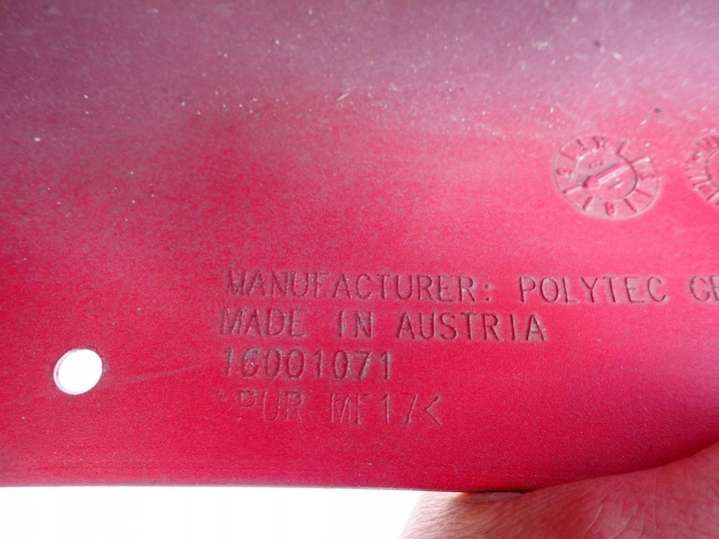 MANUFACTURER: POLYTEC
MADE IN AUSTRIA
16001071
PUR MF17<